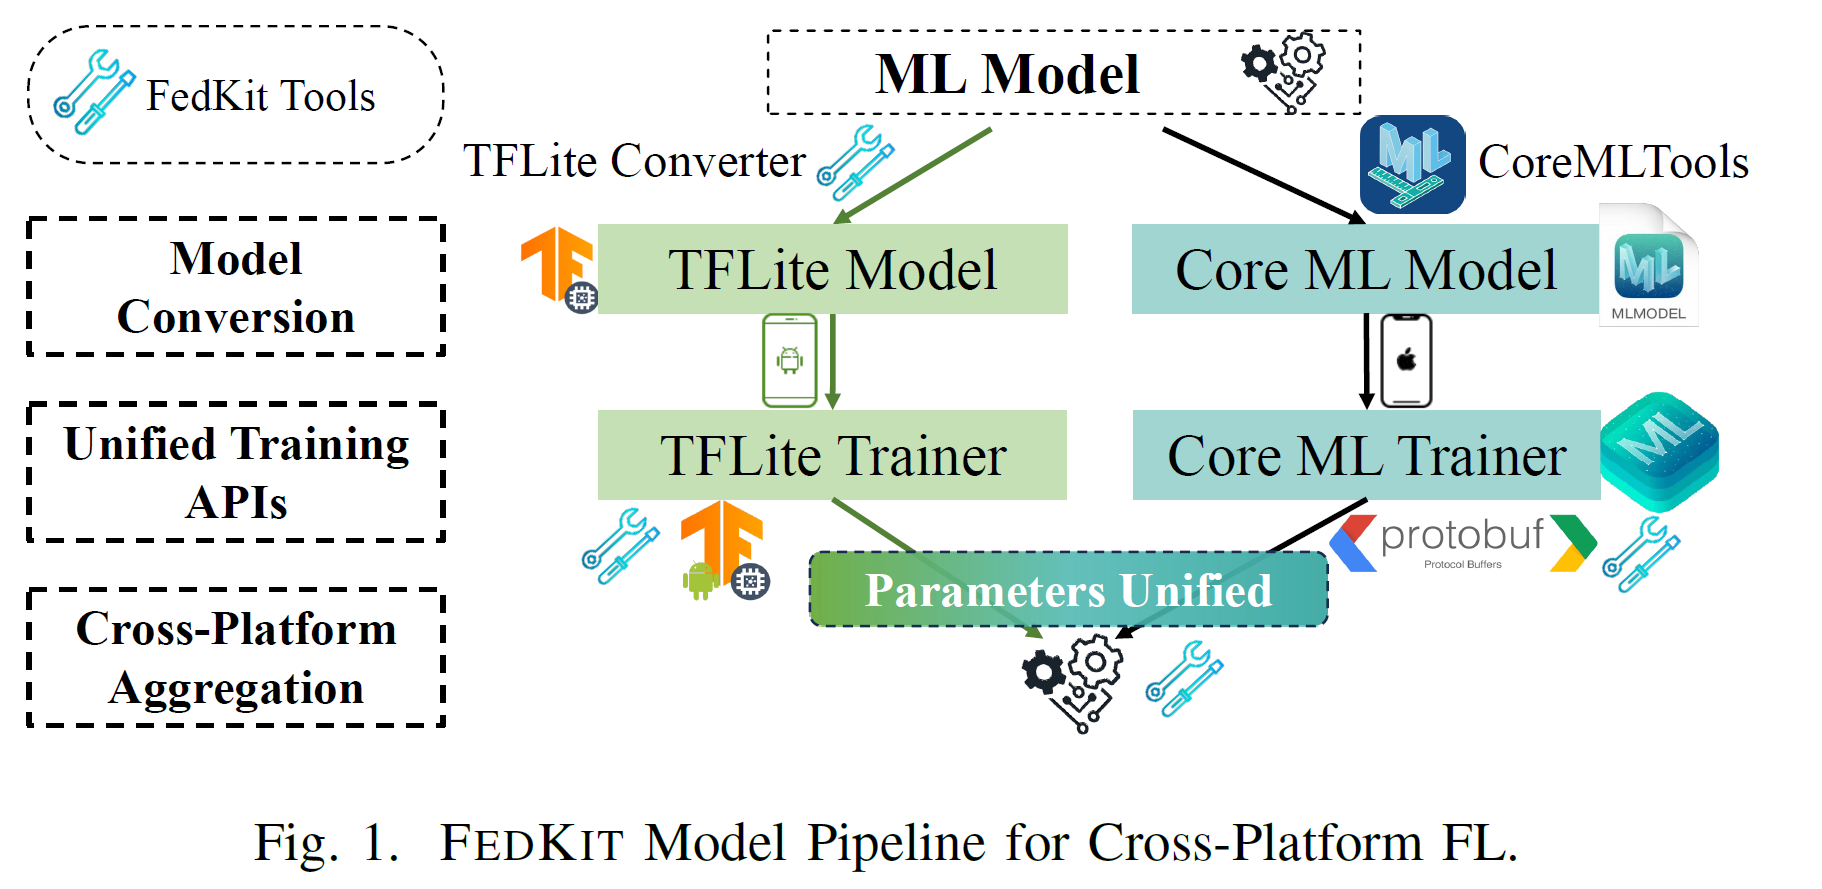 FedKit Tools
ML Model
TFLite Converter
CoreMLTools
Model
Conversion
TFLite Model
Core ML Model
MLMODEL
Unified Training
APIs
TFLite Trainer
Core ML Trainer
ML
protobuf
Protocol Buffers
Cross-Platform
Aggregation
Parameters Unified
Fig. 1. FEDKIT Model Pipeline for Cross-Platform FL.